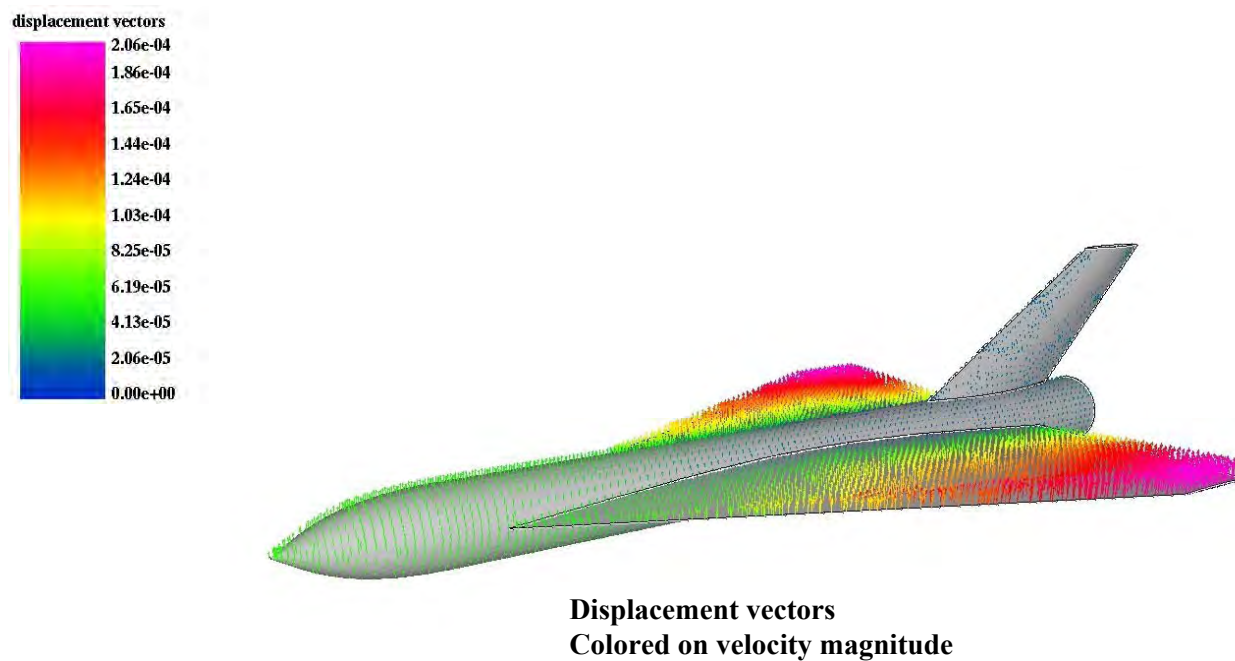 displacement vectors
2.06e-04
1.86e-04
1.65e-04
1.44e-04
1.24e-04
1.03e-04
8.25e-05
6.19e-05
4.13e-05
2.06e-05
0.00e+00
Displacement vectors
Colored on velocity magnitude